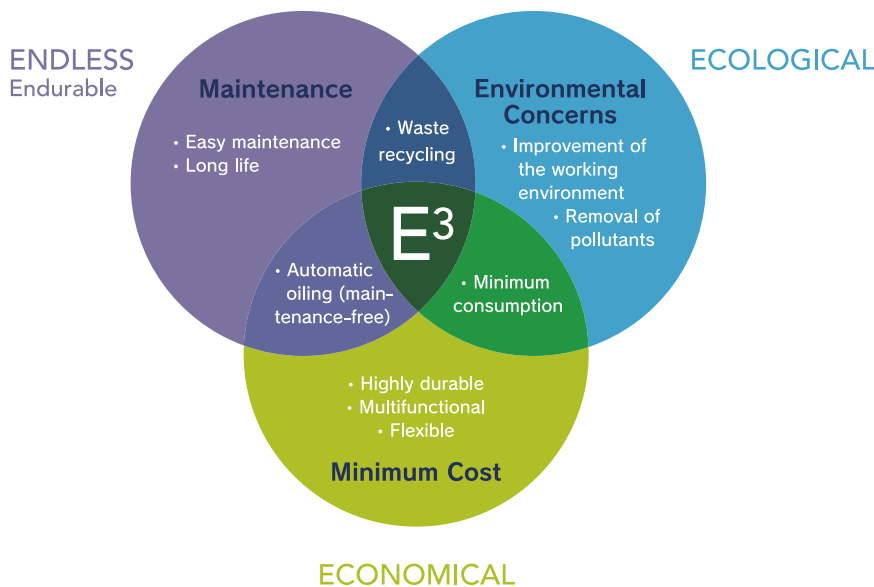 ENDLESS
Endurable
ECOLOGICAL
Maintenance
• Easy maintenance
• Long life
Environmental
Concerns
• Improvement of
the working
environment
• Removal of
pollutants
• Waste
recycling
E³
• Automatic
oiling (main-
tenance-free)
• Minimum
consumption
• Highly durable
• Multifunctional
• Flexible
Minimum Cost
ECONOMICAL